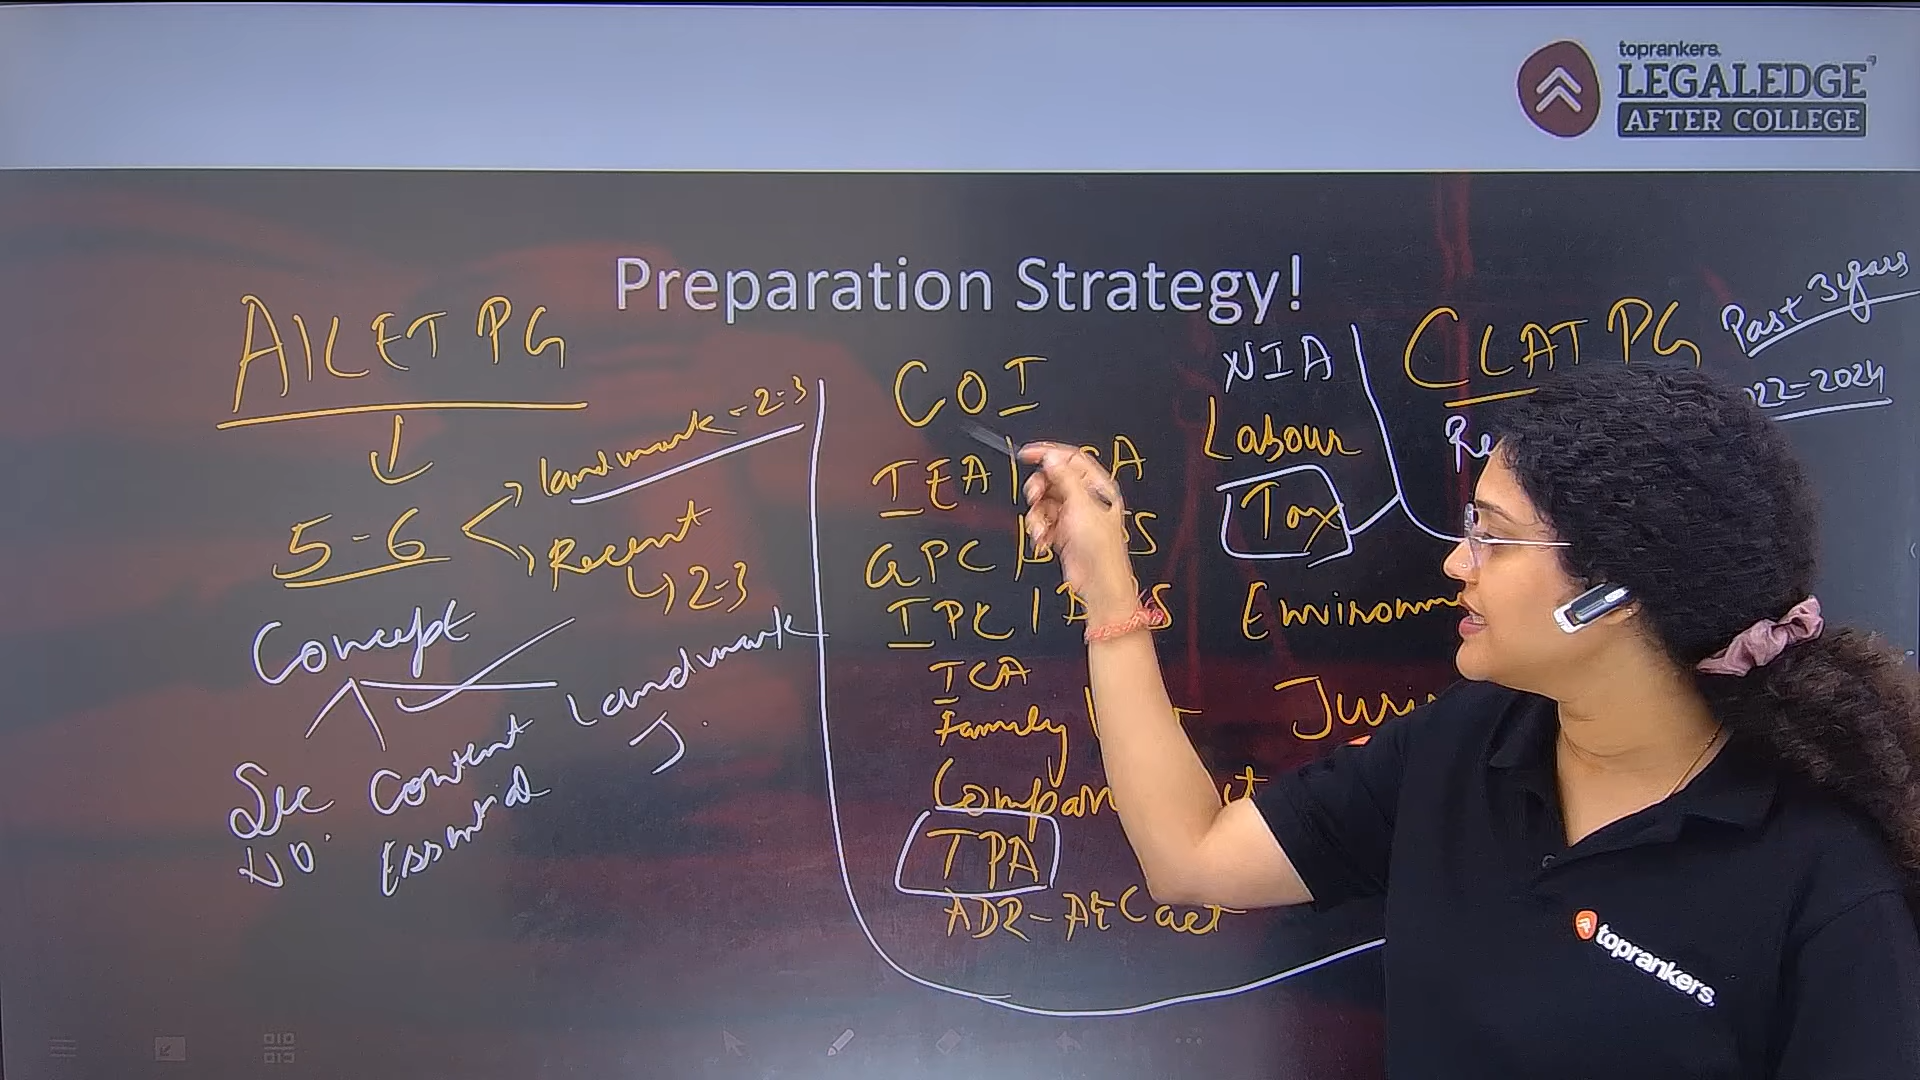 toprankers.
LEGALEDGE
AFTER COLLEGE
Preparation Strategy!
AILET PG
5-6
landmark - 2-3
Recent
2-3
Concept
Sec
No.
Content
Essential
Landmark
J.
COI
IEA /
CPC /
IPC /
ICA
Family
TPA
ADR - A&C act
NIA
Labour
Tax
CLAT PG
Past 3 years
22-2024
toprankers.